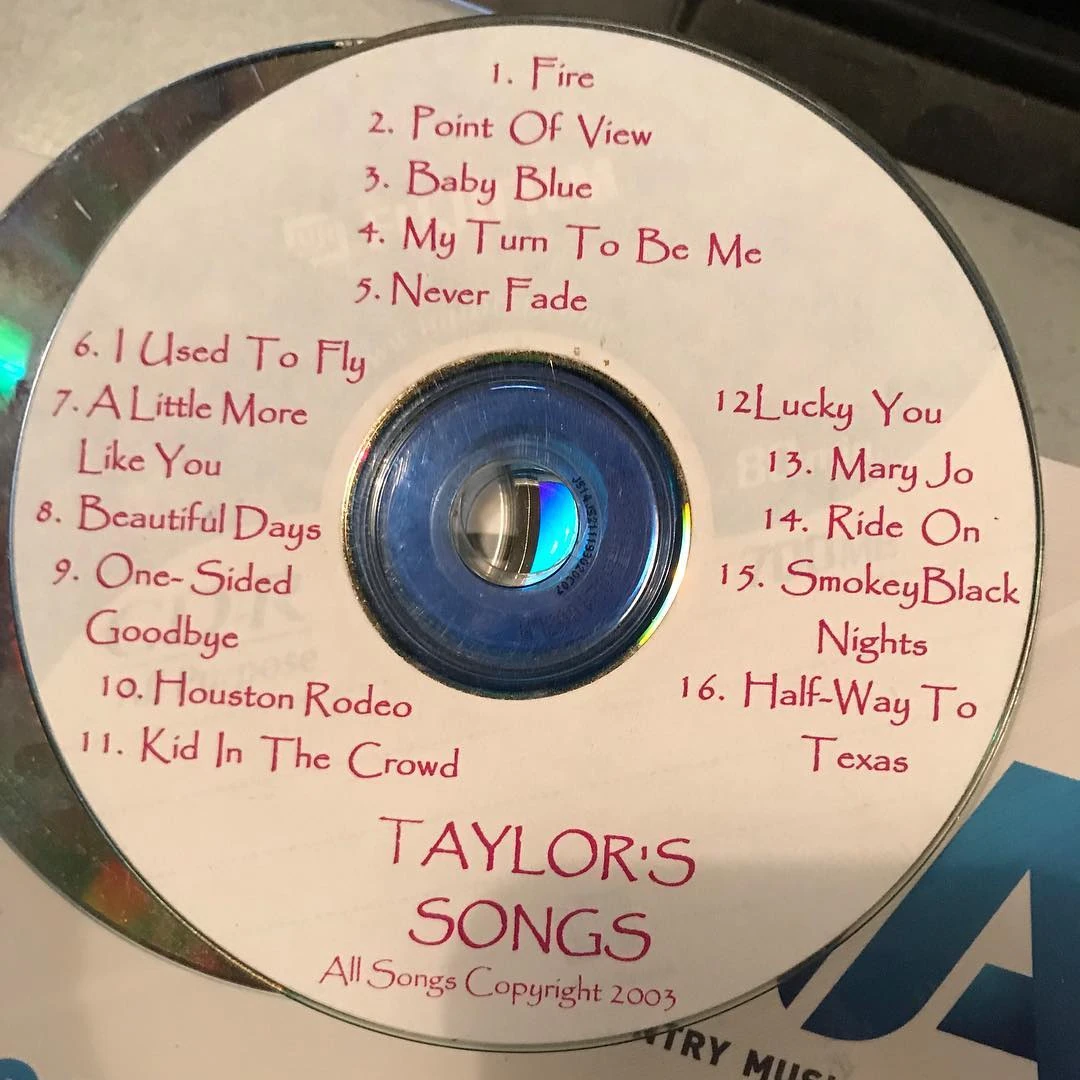 1. Fire
2. Point Of View
3. Baby Blue
4. My Turn To Be Me
5. Never Fade
6. I Used To Fly
7. A Little More
Like You
8. Beautiful Days
9. One-Sided
Goodbye
10. Houston Rodeo
11. Kid In The Crowd
12Lucky You
13. Mary Jo
14. Ride On
15. SmokeyBlack
Nights
16. Half-Way To
Texas
TAYLOR'S
SONGS
All Songs Copyright 2003
NTRY MUSI